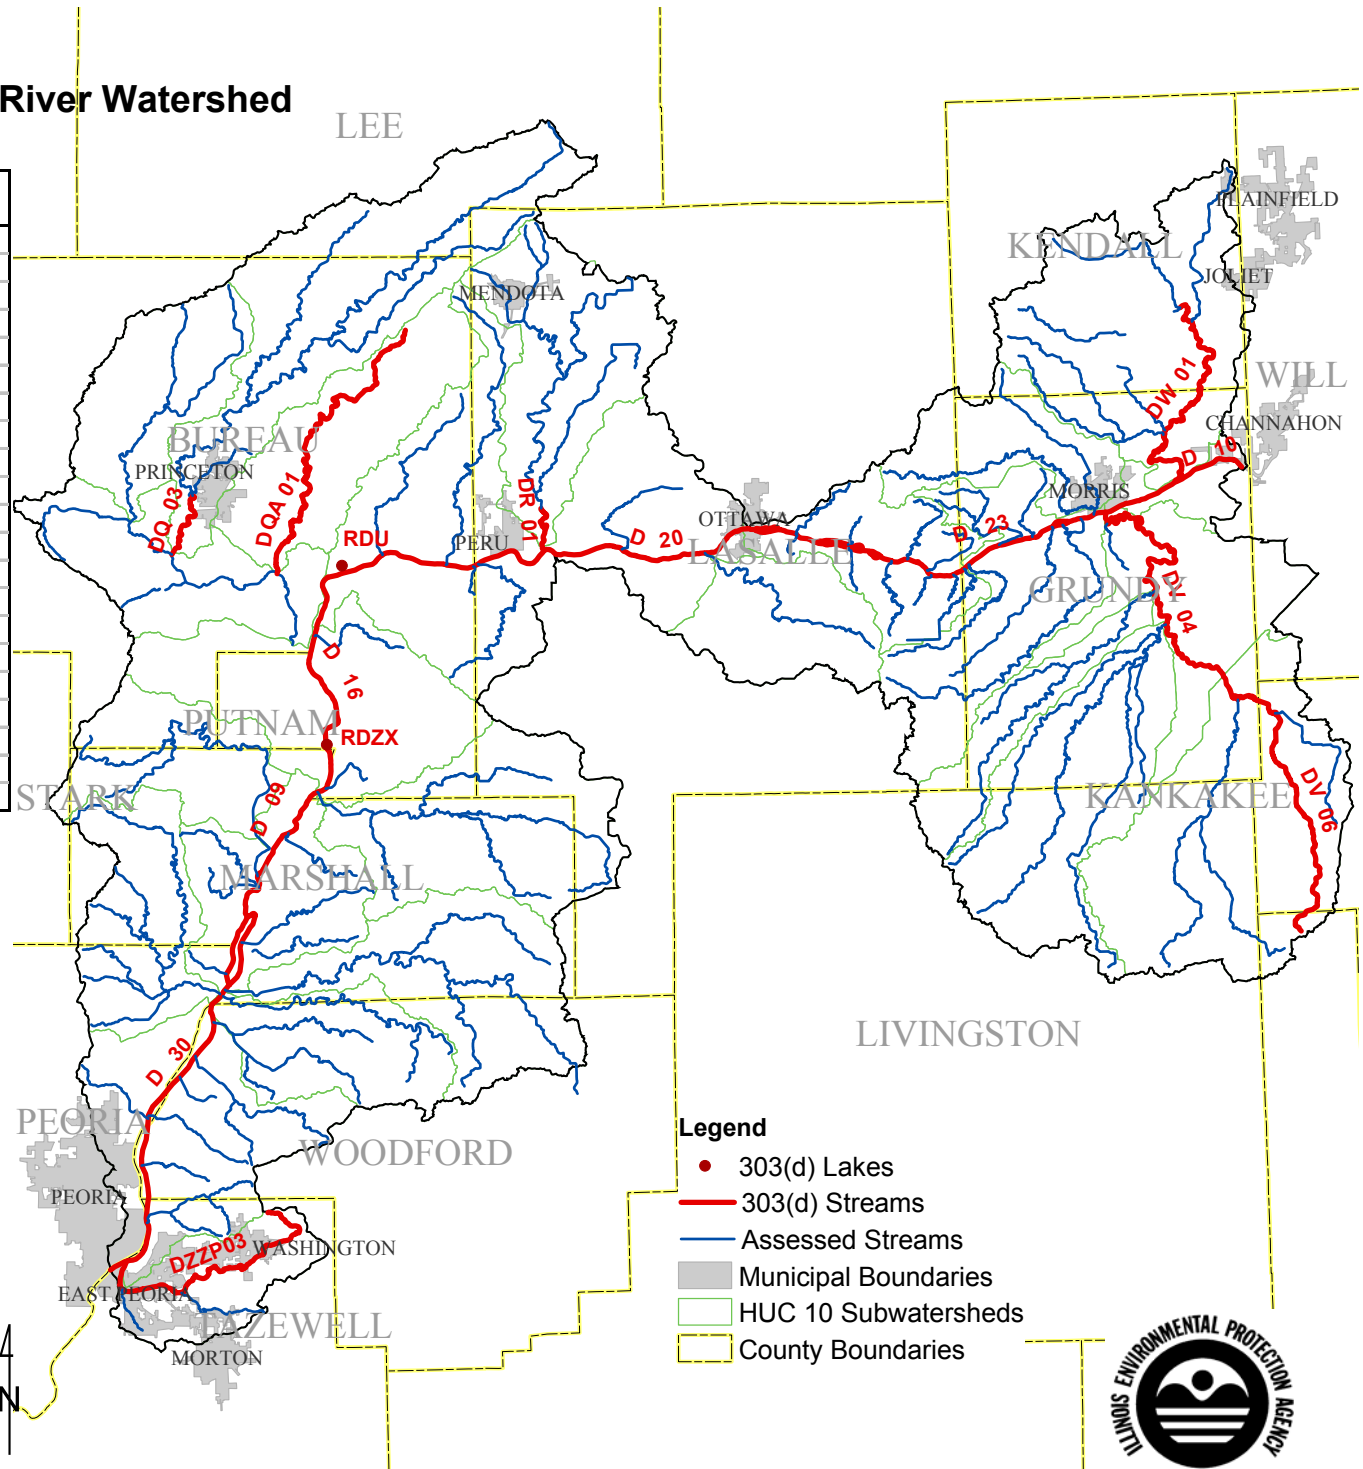 River Watershed
LEE
PLAINFIELD
KENDALL
JOLIET
MENDOTA
WILL
DW 01
CHANNAHON
BUREAU
PRINCETON
D 10
DQA 01
MORRIS
DQ 03
DR 01
OTTAWA
D 23
RDU
PERU
D 20
LASALLE
GRUNDY
DV 04
D 16
PUTNAM
RDZX
STARK
D 09
KANKAKEE
DV 06
MARSHALL
LIVINGSTON
D 30
PEORIA
WOODFORD
PEORIA
DZZP03
WASHINGTON
EAST PEORIA
TAZEWELL
MORTON
N
Legend
303(d) Lakes
303(d) Streams
Assessed Streams
Municipal Boundaries
HUC 10 Subwatersheds
County Boundaries
ILLINOIS ENVIRONMENTAL PROTECTION AGENCY